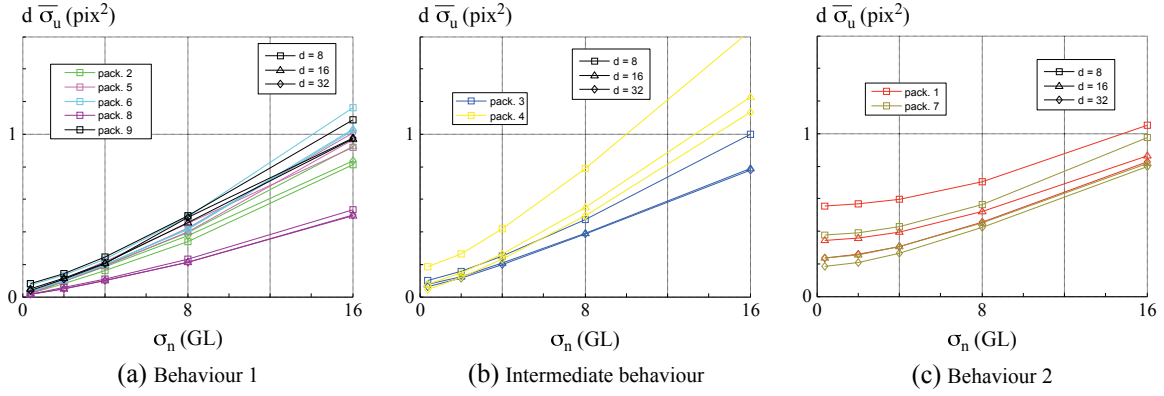 d σ̅u̅ (pix²)
1
0
0
8
16
σn (GL)
pack. 2
pack. 5
pack. 6
pack. 8
pack. 9
d = 8
d = 16
d = 32
(a) Behaviour 1
d σ̅u̅ (pix²)
1
0
0
8
16
σn (GL)
pack. 3
pack. 4
d = 8
d = 16
d = 32
(b) Intermediate behaviour
d σ̅u̅ (pix²)
1
0
0
8
16
σn (GL)
pack. 1
pack. 7
d = 8
d = 16
d = 32
(c) Behaviour 2